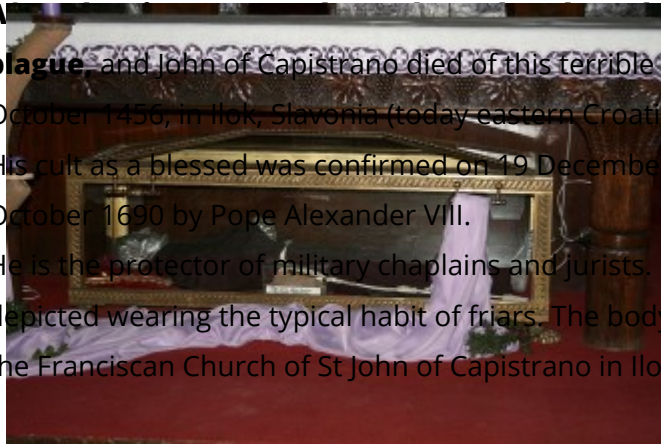 plague, and John of Capistrano died of this terrible
October 1456, in Ilok, Slavonia (today eastern Croati
His cult as a blessed was confirmed on 19 Decembe
October 1690 by Pope Alexander VIII.
He is the protector of military chaplains and jurists.
depicted wearing the typical habit of friars. The body
the Franciscan Church of St John of Capistrano in Ilo